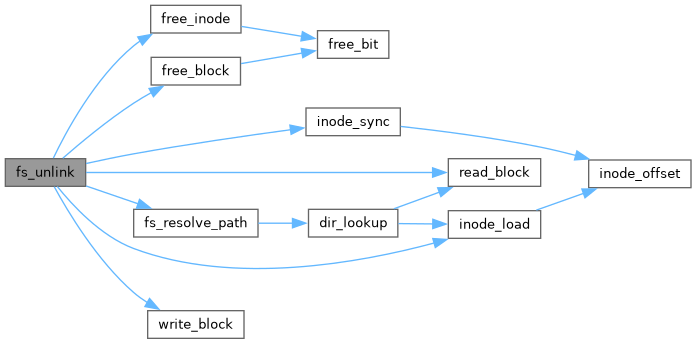 free_inode
free_bit
free_block
inode_sync
fs_unlink
read_block
inode_offset
fs_resolve_path
dir_lookup
inode_load
write_block